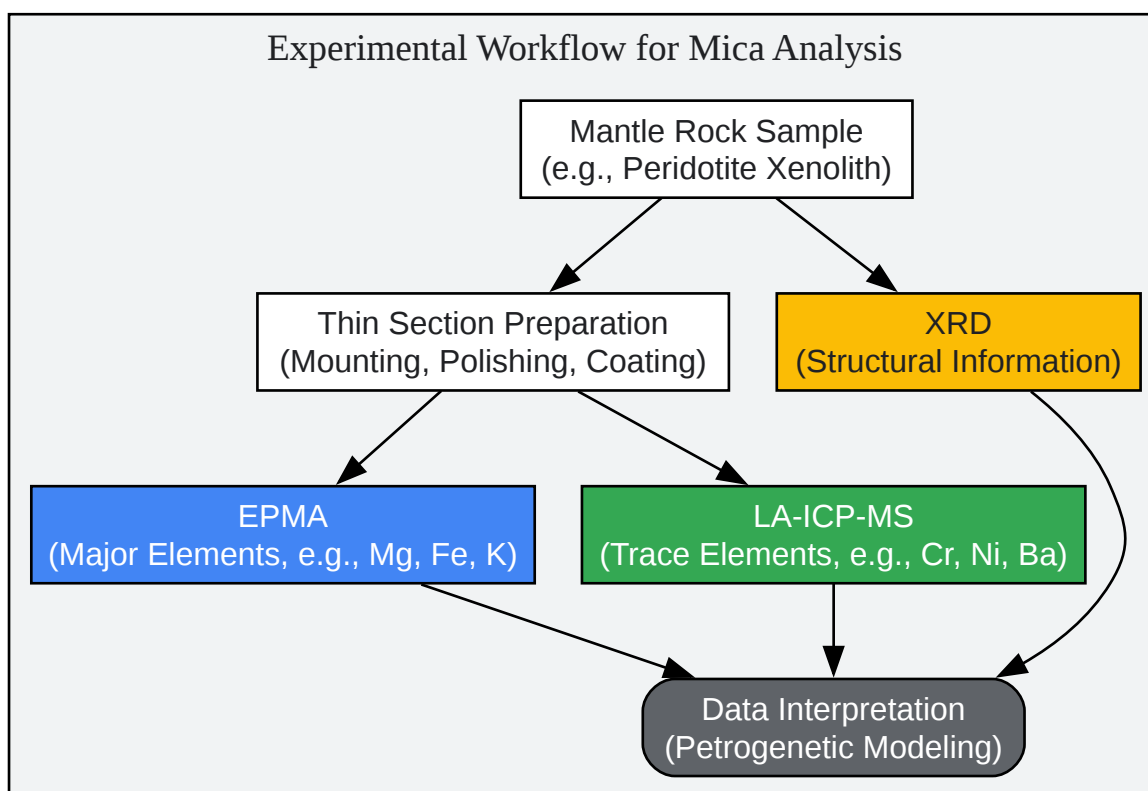 Experimental Workflow for Mica Analysis
Mantle Rock Sample
(e.g., Peridotite Xenolith)
Thin Section Preparation
(Mounting, Polishing, Coating)
XRD
(Structural Information)
EPMA
(Major Elements, e.g., Mg, Fe, K)
LA-ICP-MS
(Trace Elements, e.g., Cr, Ni, Ba)
Data Interpretation
(Petrogenetic Modeling)